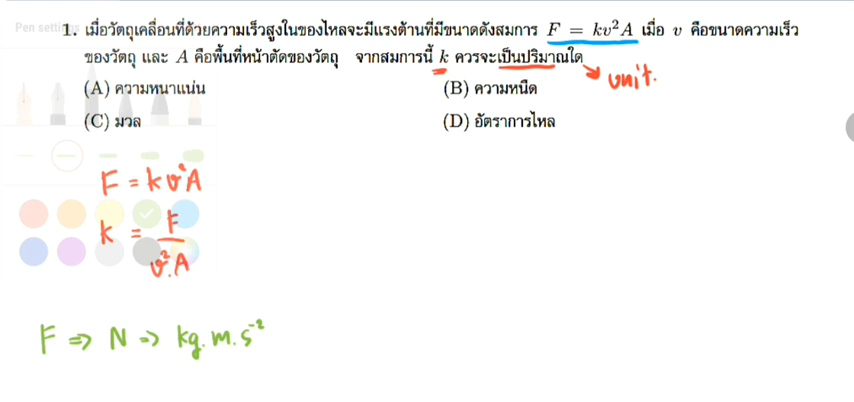 Pen setti
1. เมื่อวัตถุเคลื่อนที่ด้วยความเร็วสูงในของไหลจะมีแรงต้านที่มีขนาดดังสมการ F = kv²A เมื่อ v คือขนาดความเร็ว
ของวัตถุ และ A คือพื้นที่หน้าตัดของวัตถุ จากสมการนี้ k ควรจะเป็นปริมาณใด
unit.
(A) ความหนาแน่น (B) ความหนืด
(C) มวล (D) อัตราการไหล
F = kv²A
k = F
v².A
F ⇒ N ⇒ kg.m.s⁻²